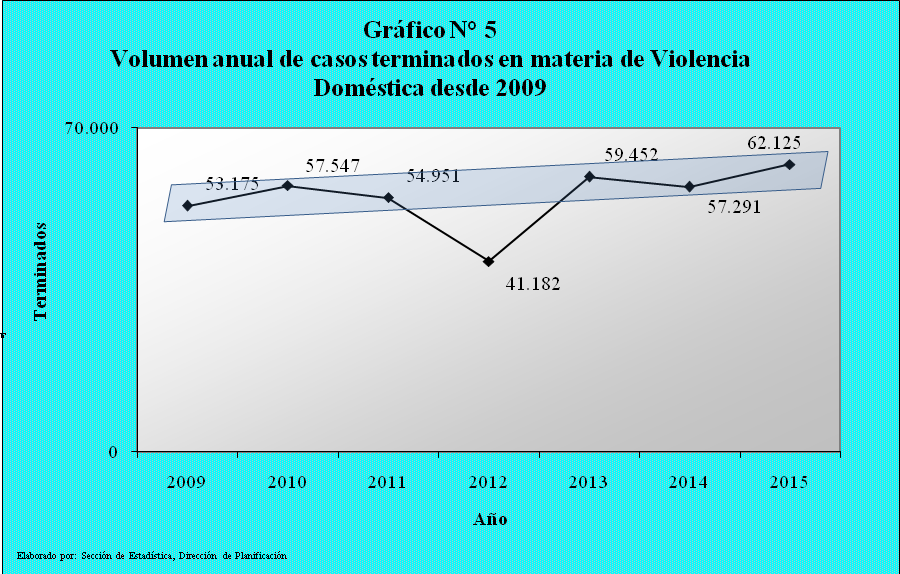 Gráfico N° 5
Volumen anual de casos terminados en materia de Violencia
Doméstica desde 2009
70.000
0
Terminados
53.175
57.547
54.951
41.182
59.452
57.291
62.125
2009 2010 2011 2012 2013 2014 2015
Año
Elaborado por: Sección de Estadística, Dirección de Planificación